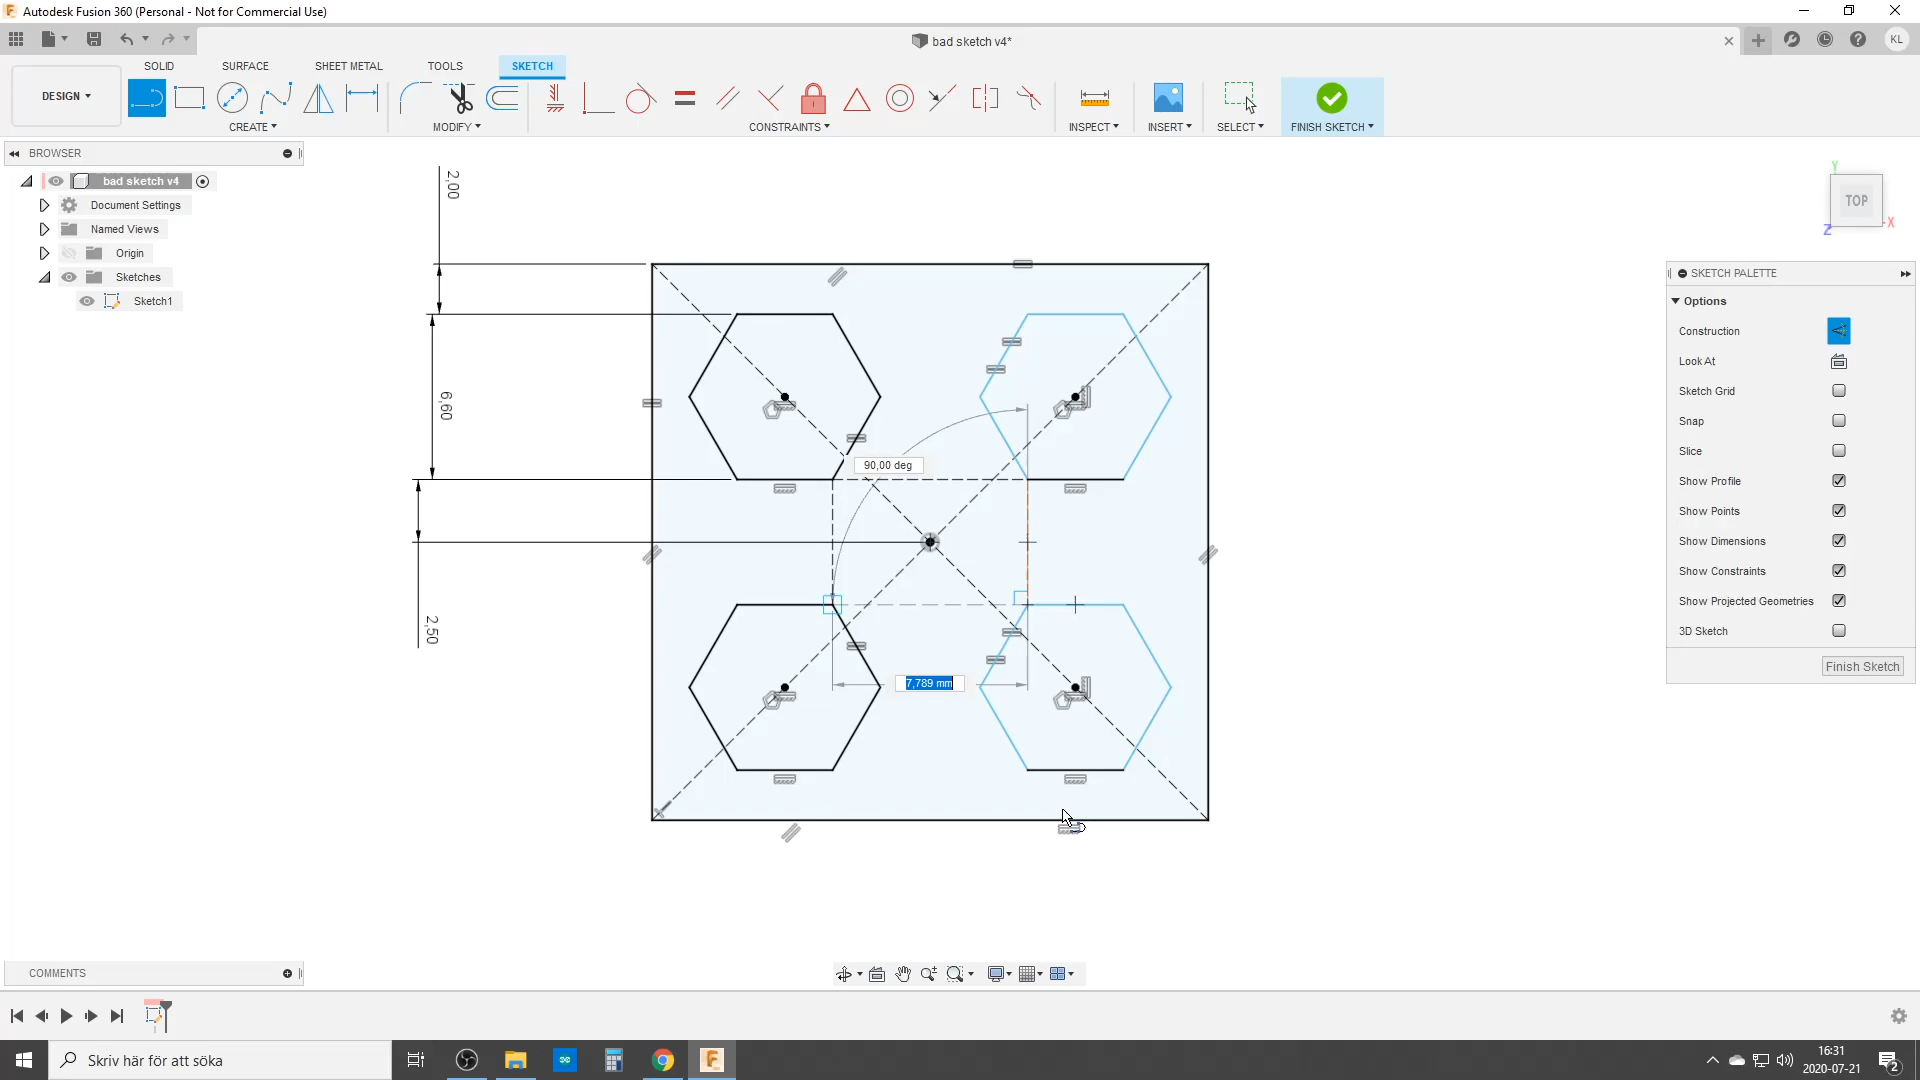 Autodesk Fusion 360 (Personal - Not for Commercial Use)
bad sketch v4*
KL
SOLID
SURFACE
SHEET METAL
TOOLS
SKETCH
DESIGN
CREATE
MODIFY
CONSTRAINTS
INSPECT
INSERT
SELECT
FINISH SKETCH
BROWSER
bad sketch v4
Document Settings
Named Views
Origin
Sketches
Sketch1
2,00
6,60
2,50
90,00 deg
7,789 mm
Y
TOP
X
Z
SKETCH PALETTE
Options
Construction
Look At
Sketch Grid
Snap
Slice
Show Profile
Show Points
Show Dimensions
Show Constraints
Show Projected Geometries
3D Sketch
Finish Sketch
COMMENTS
Skriv här för att söka
16:31
2020-07-21
2